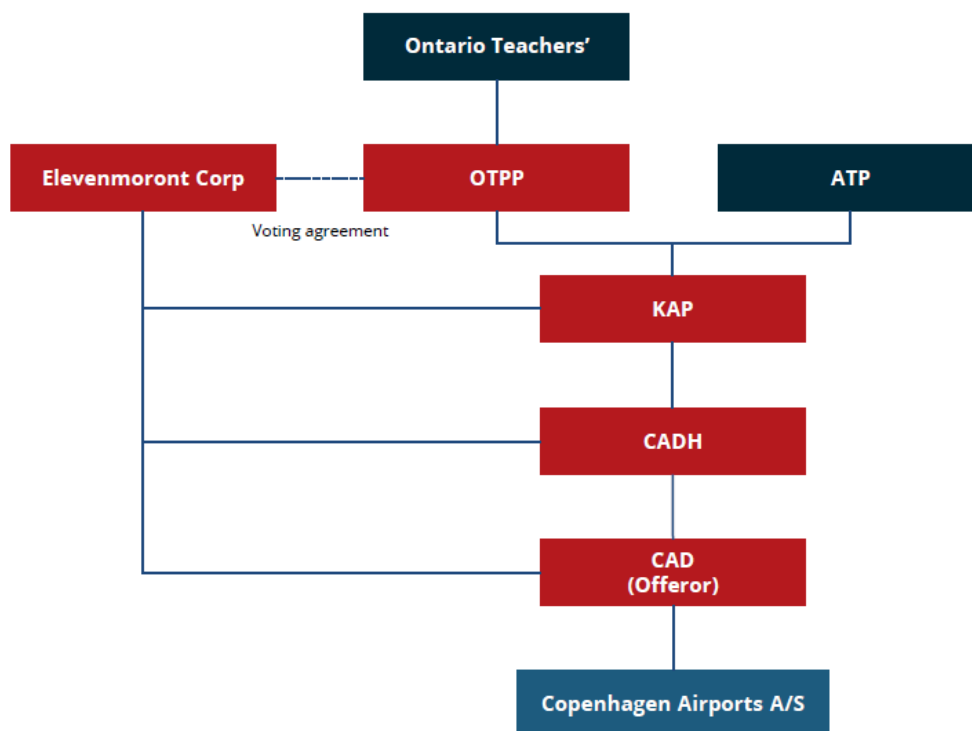 Ontario Teachers’
Elevenmoront Corp
OTPP
ATP
Voting agreement
KAP
CADH
CAD
(Offeror)
Copenhagen Airports A/S